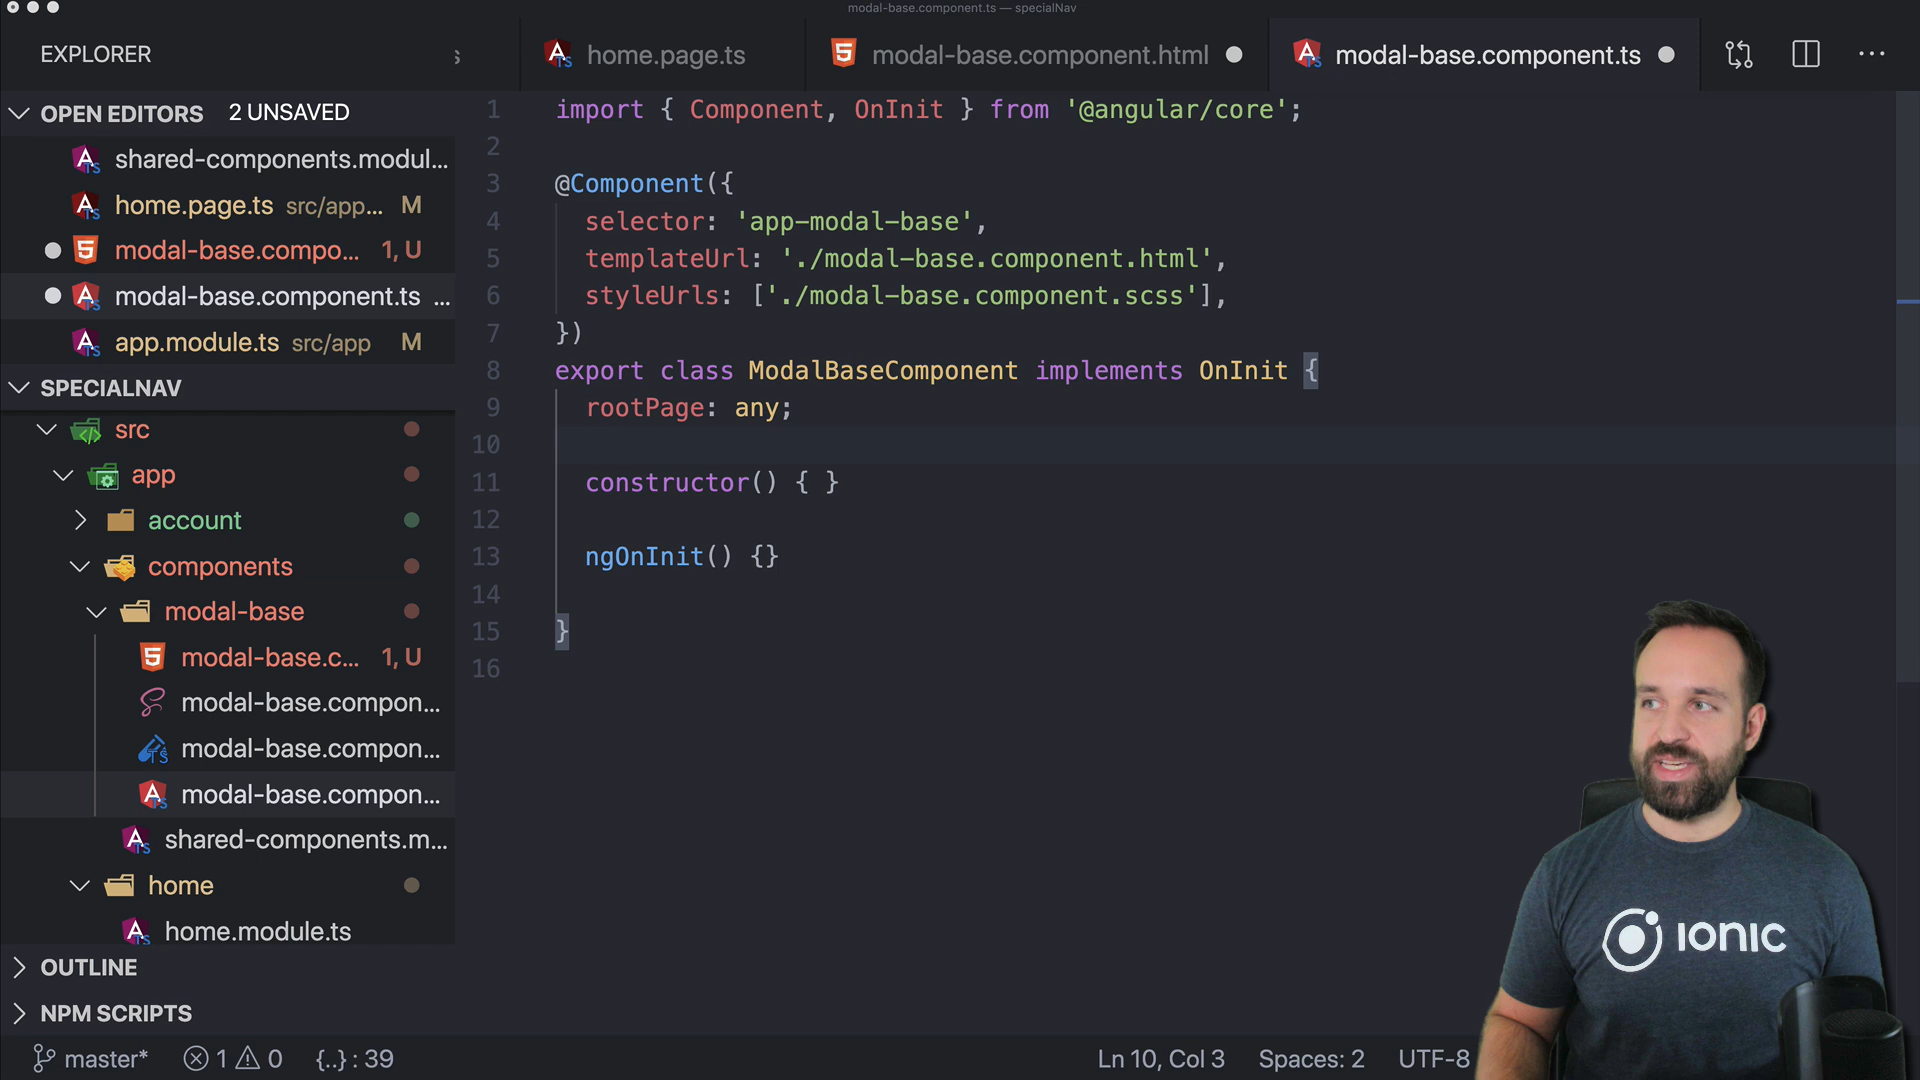 modal-base.component.ts — specialNav
EXPLORER
s
home.page.ts
modal-base.component.html
modal-base.component.ts
OPEN EDITORS 2 UNSAVED
shared-components.modul...
home.page.ts src/app... M
modal-base.compo... 1, U
modal-base.component.ts ...
app.module.ts src/app M
SPECIALNAV
src
app
account
components
modal-base
modal-base.c... 1, U
modal-base.compon...
modal-base.compon...
modal-base.compon...
shared-components.m...
home
home.module.ts
OUTLINE
NPM SCRIPTS
1 import { Component, OnInit } from '@angular/core';
2
3 @Component({
4 selector: 'app-modal-base',
5 templateUrl: './modal-base.component.html',
6 styleUrls: ['./modal-base.component.scss'],
7 })
8 export class ModalBaseComponent implements OnInit {
9 rootPage: any;
10
11 constructor() { }
12
13 ngOnInit() {}
14
15 }
16
IONIC
master* 1 0 {..} : 39 Ln 10, Col 3 Spaces: 2 UTF-8